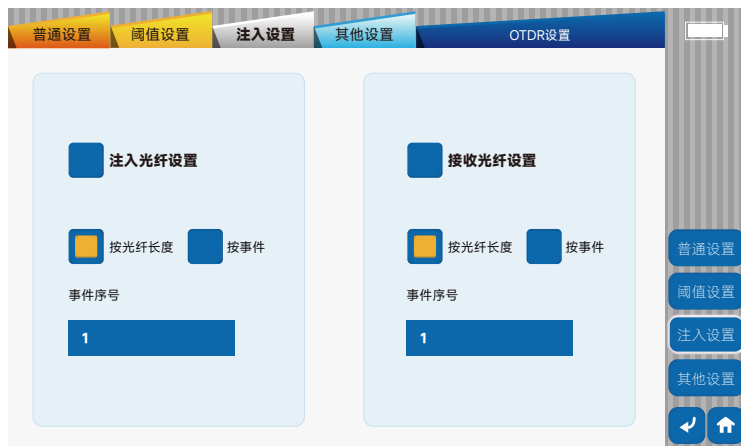 普通设置 阈值设置 注入设置 其他设置 OTDR设置
注入光纤设置 接收光纤设置
按光纤长度 按事件 按光纤长度 按事件
事件序号 事件序号
1 1
普通设置
阈值设置
注入设置
其他设置